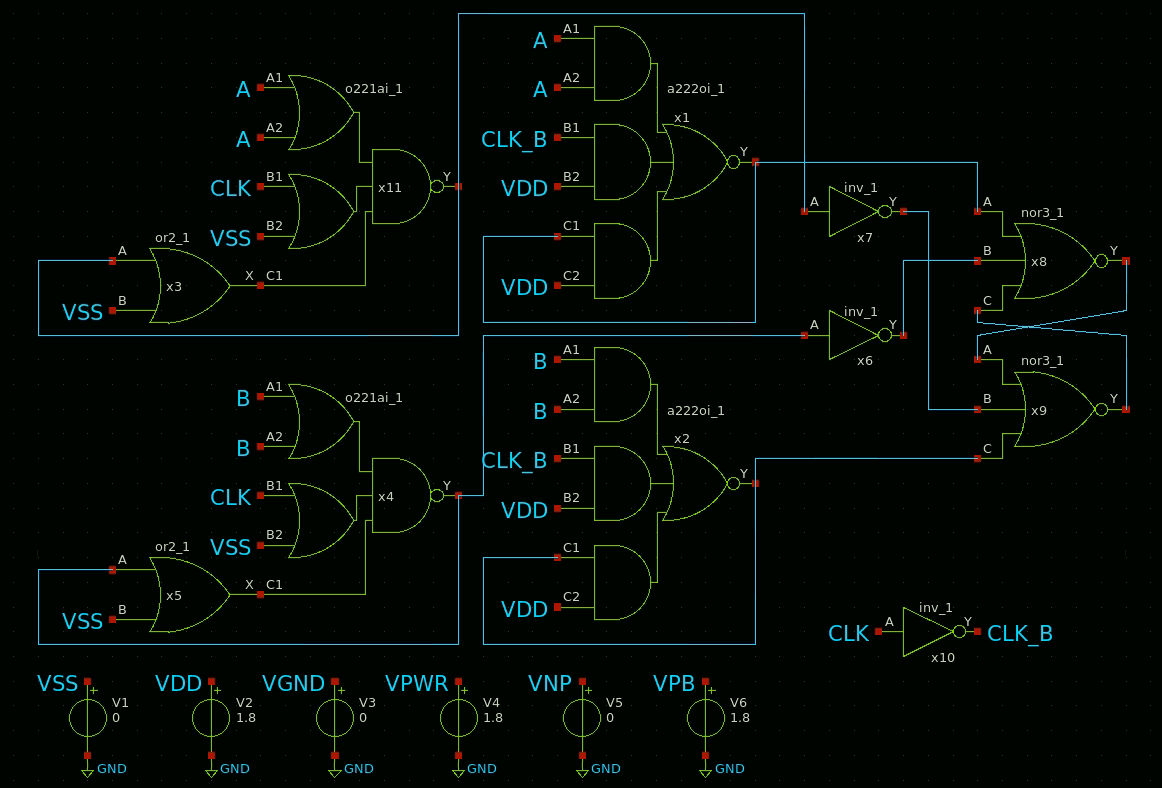 A A1 o221ai_1
A A2
CLK B1 x11 Y
VSS B2
or2_1
A
x3 X C1
VSS B
A A1 a222oi_1
A A2 x1
CLK_B B1 Y
VDD B2
C1
VDD C2
inv_1
A Y
x7
nor3_1
A
B x8 Y
C
inv_1
A Y
x6
nor3_1
A
B x9 Y
C
B A1 o221ai_1
B A2
CLK B1 x4 Y
VSS B2
or2_1
A
x5 X C1
VSS B
B A1 a222oi_1
B A2 x2
CLK_B B1 Y
VDD B2
C1
VDD C2
inv_1
CLK A Y CLK_B
x10
VSS + V1
0
GND
VDD + V2
1.8
GND
VGND + V3
0
GND
VPWR + V4
1.8
GND
VNP + V5
0
GND
VPB + V6
1.8
GND